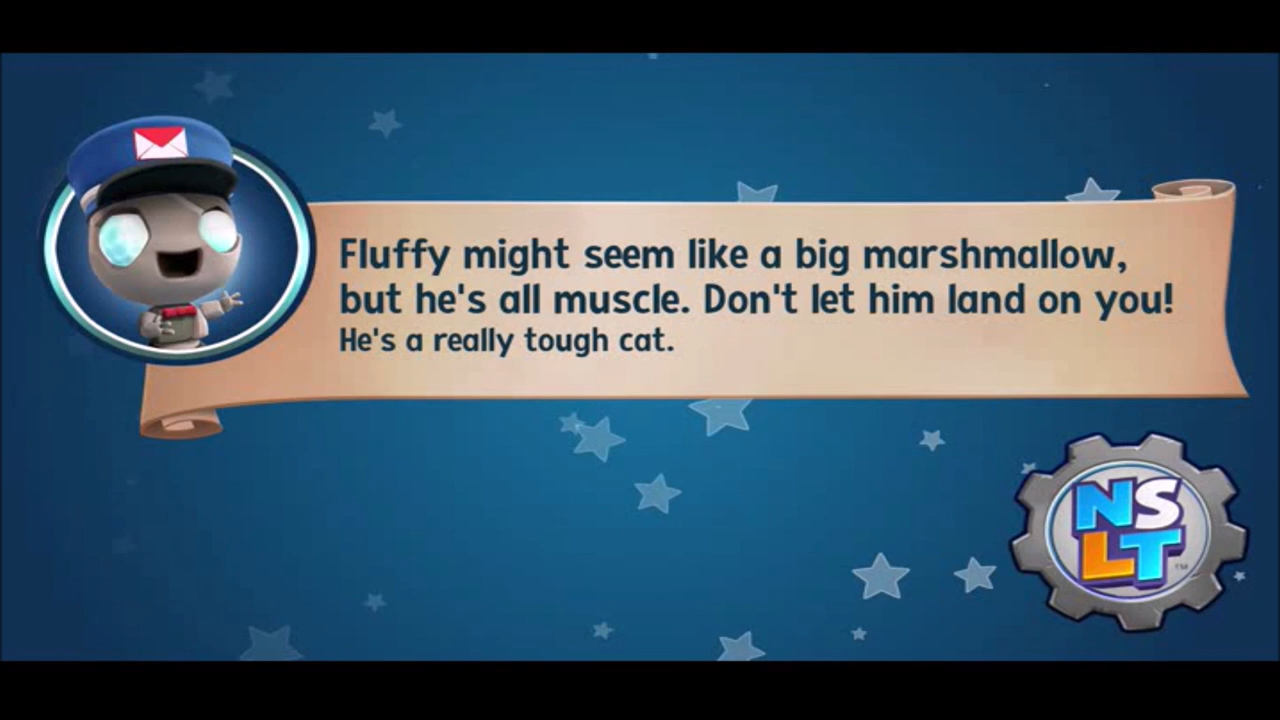 Fluffy might seem like a big marshmallow,
but he's all muscle. Don't let him land on you!
He's a really tough cat.
NS
LT
TM